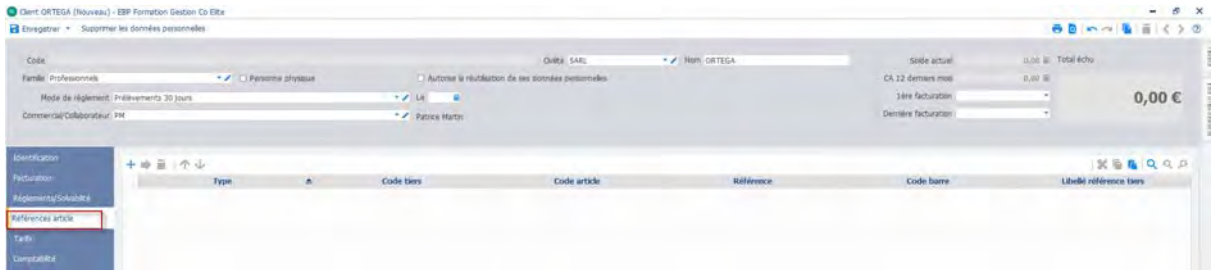 Client ORTEGA (Nouveau) - EBP Formation Gestion Co Elite
Enregistrer Supprimer les données personnelles
Code Civilité SARL Nom ORTEGA Solde actuel 0,00 Total échu
Famille Professionnels Personne physique Autorise la réutilisation de ses données personnelles CA 12 derniers mois 0,00
Mode de règlement Prélèvements 30 jours Le 1ère facturation 0,00 €
Commercial/Collaborateur PM Patrice Martin Dernière facturation
Identification
Facturation
Règlements/Solvabilité
Références article
Tarifs
Comptabilité
Type Code tiers Code article Référence Code barre Libellé référence tiers